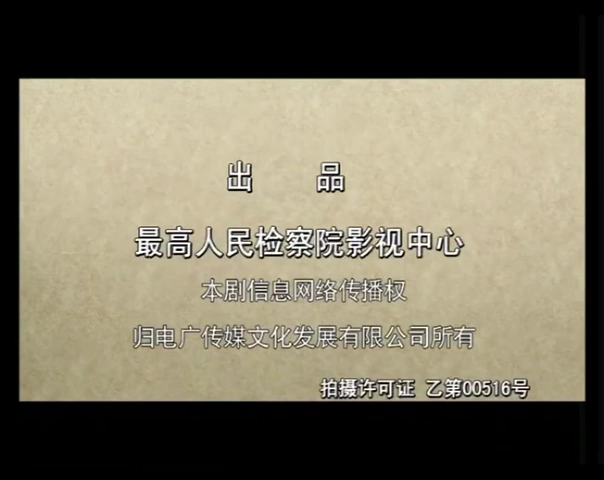 出 品
最高人民检察院影视中心
本剧信息网络传播权
归电广传媒文化发展有限公司所有
拍摄许可证 乙第00516号